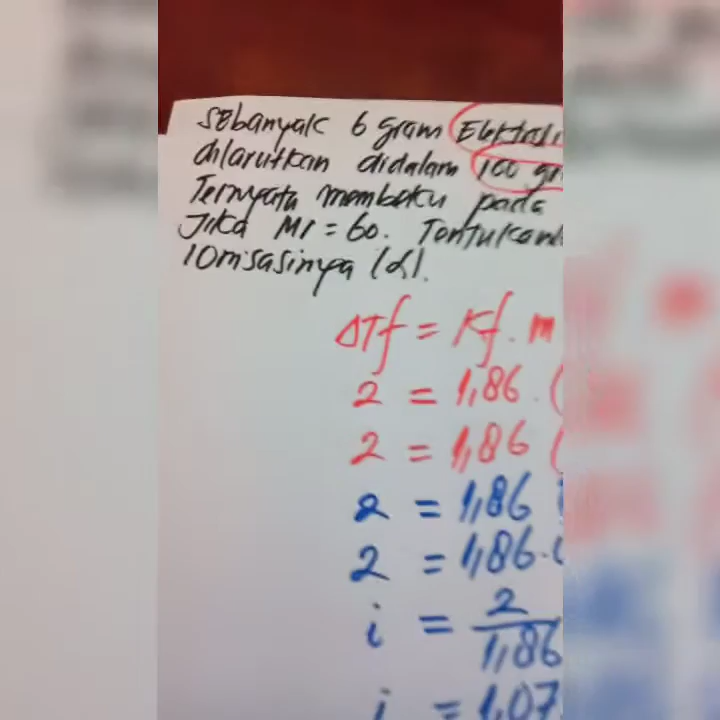 Sebanyak 6 gram
dilarutkan didalam 100
Ternyata membeku pada
Jika Mr = 60. Tentukan
ionisasinya (α).
ΔTf = Kf . m
2 = 1,86 . (
2 = 1,86 (
2 = 1,86
2 = 1,86 .
i = 2
1,86
i = 1,07